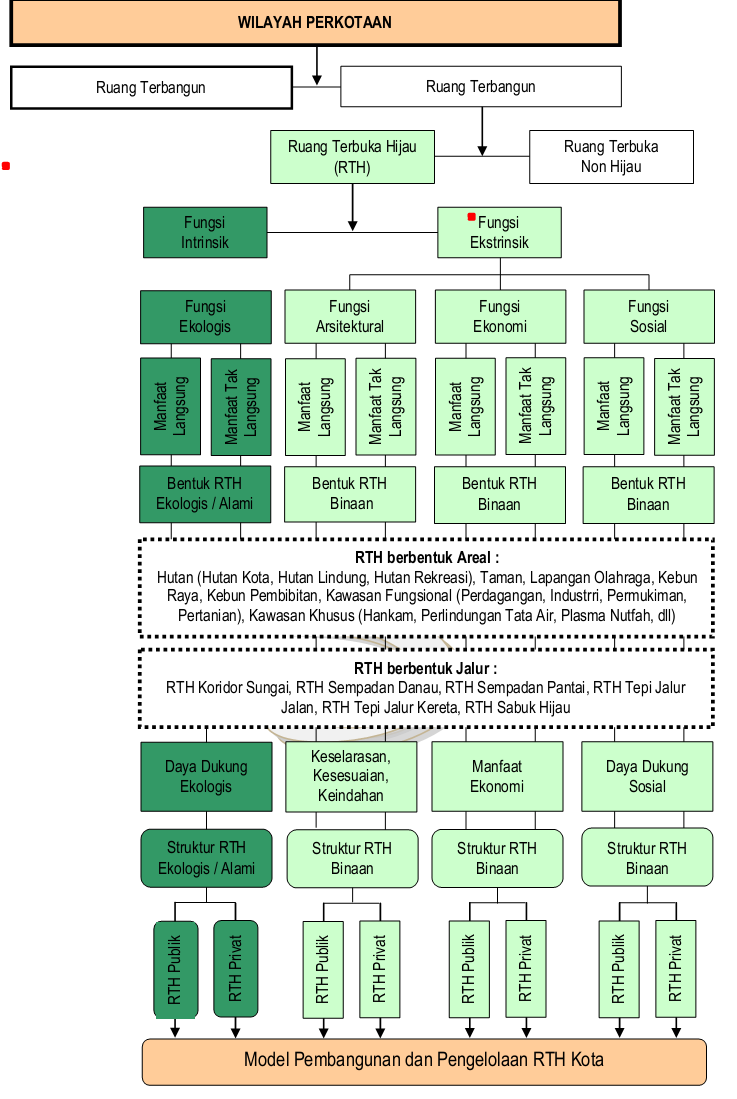 WILAYAH PERKOTAAN
Ruang Terbangun
Ruang Terbangun
Ruang Terbuka Hijau
(RTH)
Ruang Terbuka
Non Hijau
Fungsi
Intrinsik
Fungsi
Ekstrinsik
Fungsi
Ekologis
Fungsi
Arsitektural
Fungsi
Ekonomi
Fungsi
Sosial
Manfaat
Langsung
Manfaat Tak
Langsung
Manfaat
Langsung
Manfaat Tak
Langsung
Manfaat
Langsung
Manfaat Tak
Langsung
Manfaat
Langsung
Manfaat Tak
Langsung
Bentuk RTH
Ekologis / Alami
Bentuk RTH
Binaan
Bentuk RTH
Binaan
Bentuk RTH
Binaan
RTH berbentuk Areal :
Hutan (Hutan Kota, Hutan Lindung, Hutan Rekreasi), Taman, Lapangan Olahraga, Kebun
Raya, Kebun Pembibitan, Kawasan Fungsional (Perdagangan, Industrri, Permukiman,
Pertanian), Kawasan Khusus (Hankam, Perlindungan Tata Air, Plasma Nutfah, dll)
RTH berbentuk Jalur :
RTH Koridor Sungai, RTH Sempadan Danau, RTH Sempadan Pantai, RTH Tepi Jalur
Jalan, RTH Tepi Jalur Kereta, RTH Sabuk Hijau
Daya Dukung
Ekologis
Keselarasan,
Kesesuaian,
Keindahan
Manfaat
Ekonomi
Daya Dukung
Sosial
Struktur RTH
Ekologis / Alami
Struktur RTH
Binaan
Struktur RTH
Binaan
Struktur RTH
Binaan
RTH Publik
RTH Privat
RTH Publik
RTH Privat
RTH Publik
RTH Privat
RTH Publik
RTH Privat
Model Pembangunan dan Pengelolaan RTH Kota